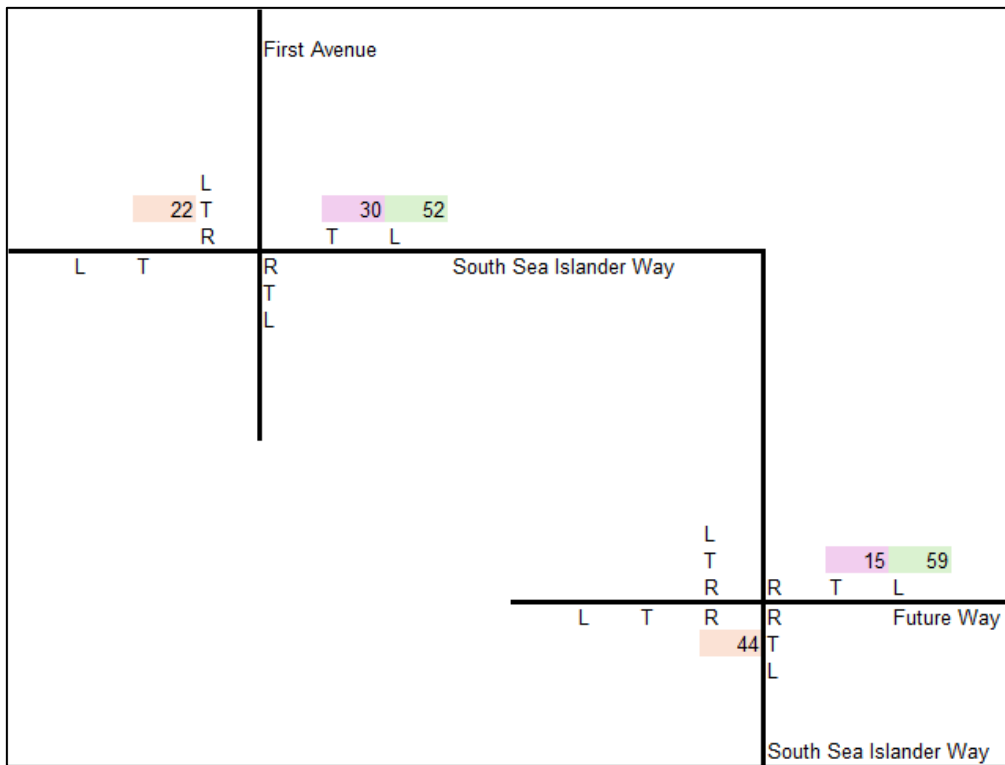 First Avenue
L
22 T 30 52
R T L
L T R South Sea Islander Way
T
L
L
T 15 59
R R T L
L T R R Future Way
44 T
L
South Sea Islander Way